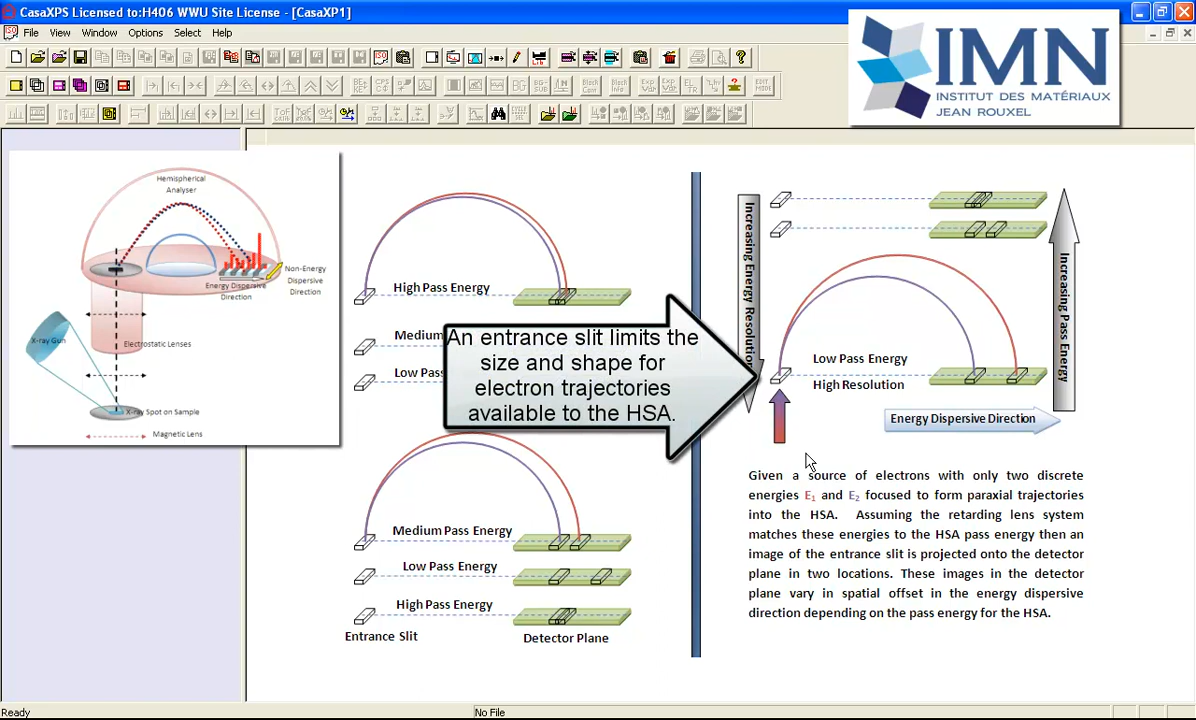 CasaXPS Licensed to:H406 WWU Site License - [CasaXP1]
File View Window Options Select Help
IMN
INSTITUT DES MATÉRIAUX
JEAN ROUXEL
Hemispherical
Analyser
Non-Energy
Dispersive
Direction
Energy Dispersive
Direction
Electrostatic Lenses
X-ray Gun
X-ray Spot on Sample
Magnetic Lens
High Pass Energy
Medium
Low Pas
An entrance slit limits the
size and shape for
electron trajectories
available to the HSA.
Medium Pass Energy
Low Pass Energy
High Pass Energy
Entrance Slit
Detector Plane
Increasing Energy Resolution
Increasing Pass Energy
Low Pass Energy
High Resolution
Energy Dispersive Direction
Given a source of electrons with only two discrete
energies E₁ and E₂ focused to form paraxial trajectories
into the HSA. Assuming the retarding lens system
matches these energies to the HSA pass energy then an
image of the entrance slit is projected onto the detector
plane in two locations. These images in the detector
plane vary in spatial offset in the energy dispersive
direction depending on the pass energy for the HSA.
Ready
No File